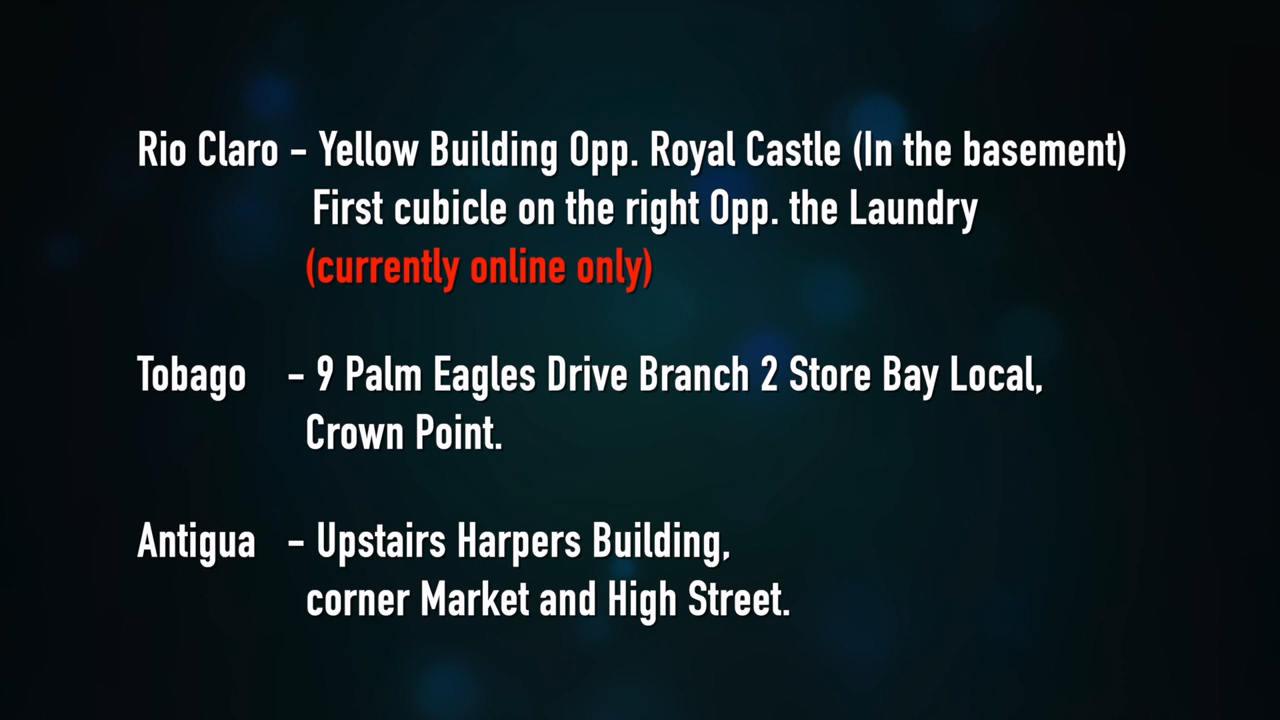 Rio Claro - Yellow Building Opp. Royal Castle (In the basement)
First cubicle on the right Opp. the Laundry
(currently online only)
Tobago - 9 Palm Eagles Drive Branch 2 Store Bay Local,
Crown Point.
Antigua - Upstairs Harpers Building,
corner Market and High Street.